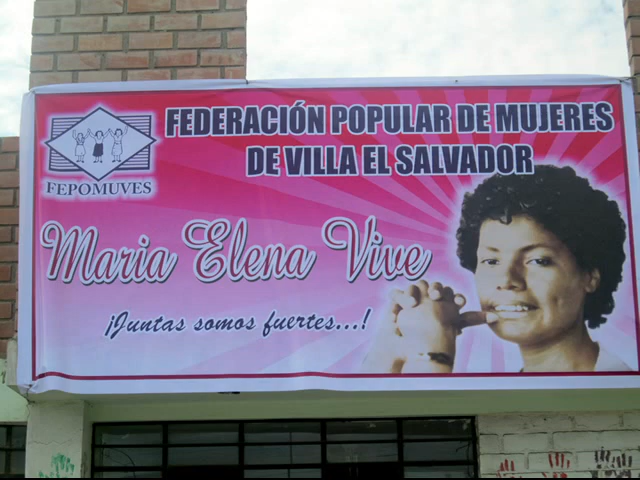 FEDERACIÓN POPULAR DE MUJERES
DE VILLA EL SALVADOR
FEPOMUVES
Maria Elena Vive
¡Juntas somos fuertes...!